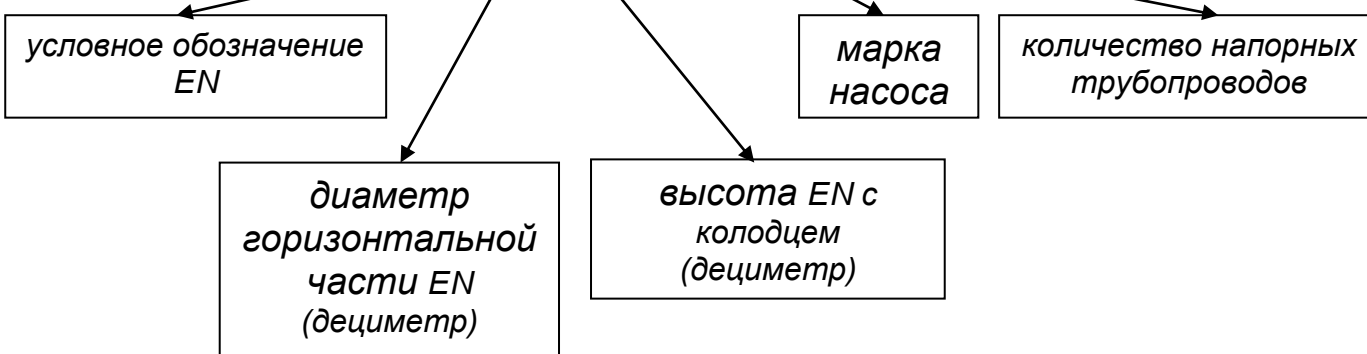 условное обозначение
EN
марка
насоса
количество напорных
трубопроводов
диаметр
горизонтальной
части EN
(дециметр)
высота EN с
колодцем
(дециметр)